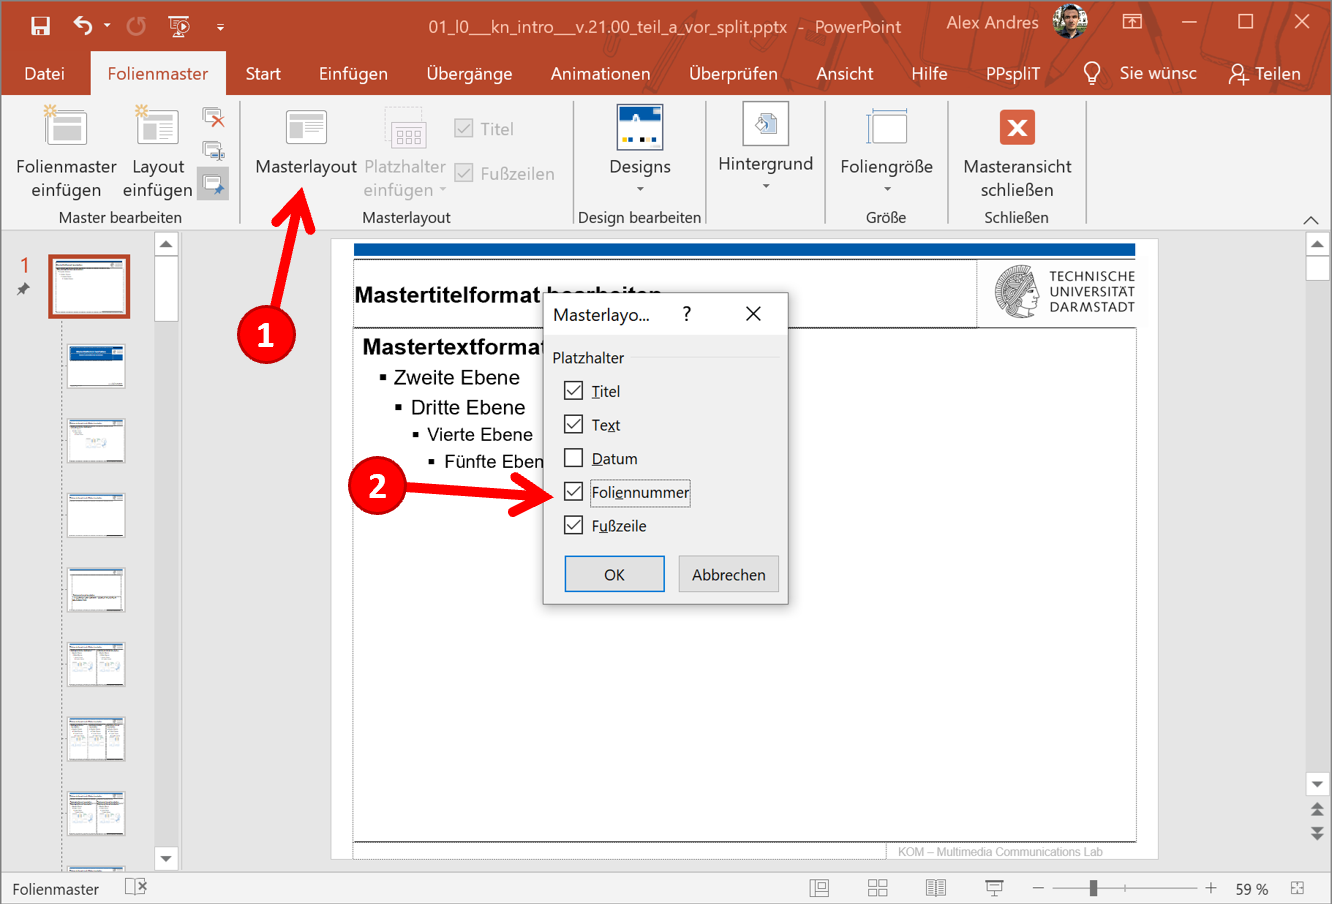 01_l0___kn_intro___v.21.00_teil_a_vor_split.pptx - PowerPoint
Alex Andres
Datei
Folienmaster
Start
Einfügen
Übergänge
Animationen
Überprüfen
Ansicht
Hilfe
PPspliT
Sie wünsc
Teilen
Folienmaster
einfügen
Layout
einfügen
Master bearbeiten
Masterlayout
Platzhalter
einfügen
Titel
Fußzeilen
Masterlayout
Designs
Design bearbeiten
Hintergrund
Foliengröße
Größe
Masteransicht
schließen
Schließen
1
1
2
Mastertitelformat bearbeiten
TECHNISCHE
UNIVERSITÄT
DARMSTADT
Mastertextformat
Zweite Ebene
Dritte Ebene
Vierte Ebene
Fünfte Eben
Masterlayo... ?
Platzhalter
Titel
Text
Datum
Foliennummer
Fußzeile
OK
Abbrechen
KOM – Multimedia Communications Lab
Folienmaster
59 %